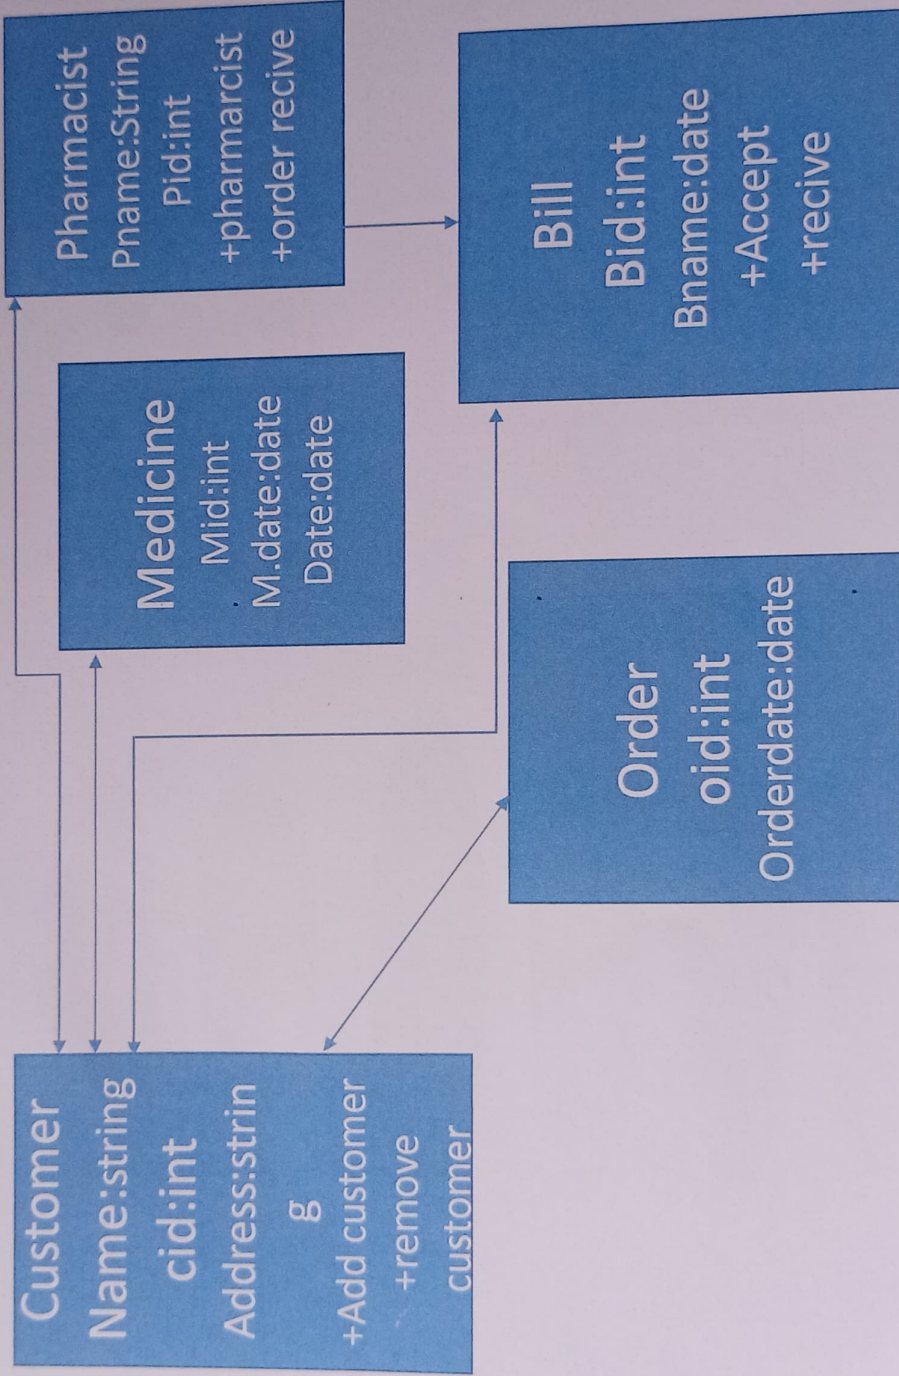 Customer
Name:string
cid:int
Address:strin
g
+Add customer
+remove
customer
Medicine
Mid:int
M.date:date
Date:date
Pharmacist
Pname:String
Pid:int
+pharmarcist
+order recive
Order
oid:int
Orderdate:date
Bill
Bid:int
Bname:date
+Accept
+recive